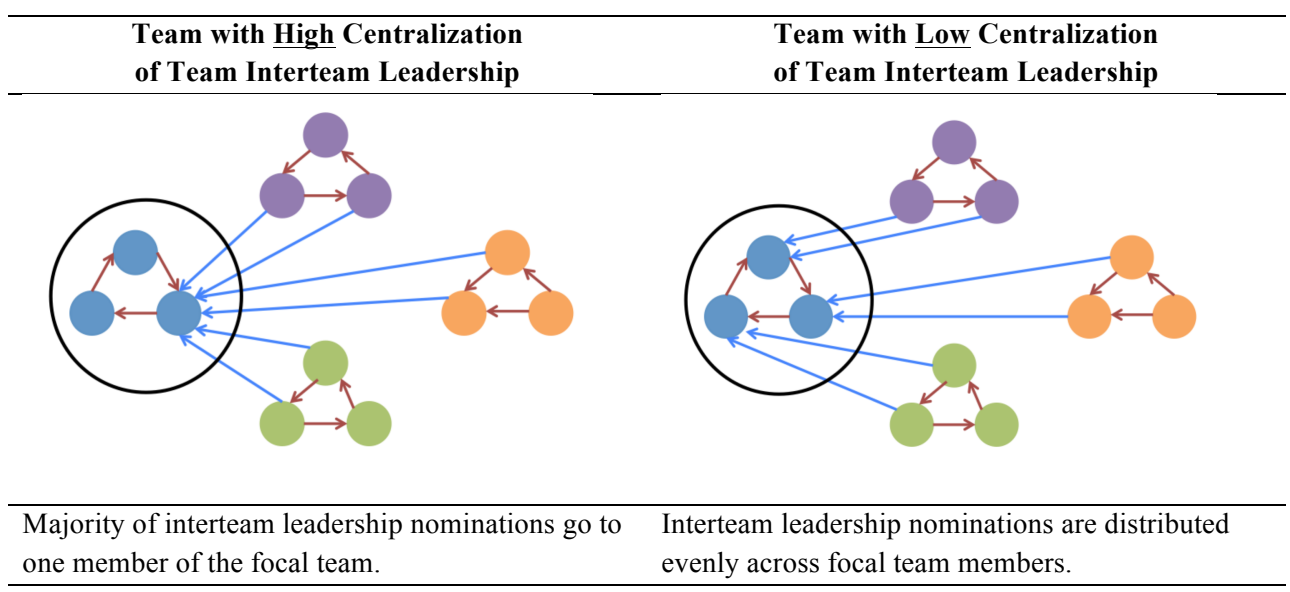 Team with High Centralization
of Team Interteam Leadership
Team with Low Centralization
of Team Interteam Leadership
Majority of interteam leadership nominations go to
one member of the focal team.
Interteam leadership nominations are distributed
evenly across focal team members.